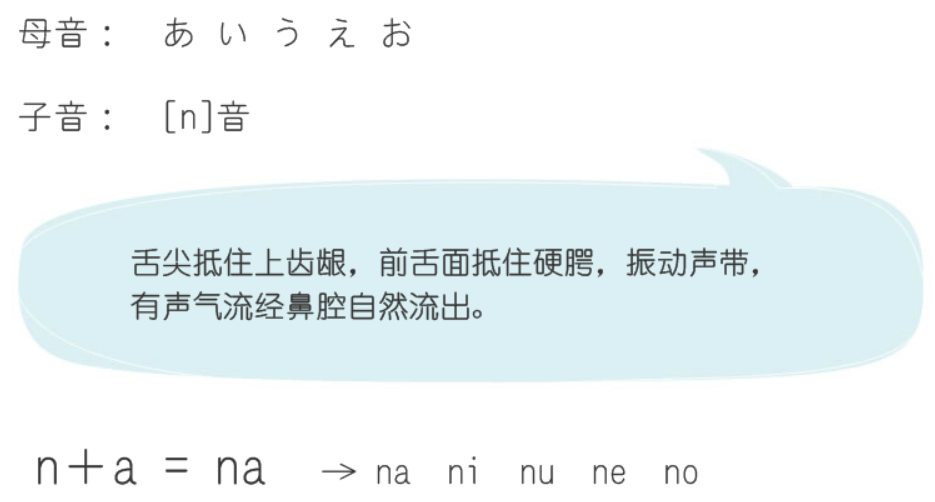 母音： あ い う え お
子音： [n]音
舌尖抵住上齿龈，前舌面抵住硬腭，振动声带，
有声气流经鼻腔自然流出。
n＋a = na → na ni nu ne no